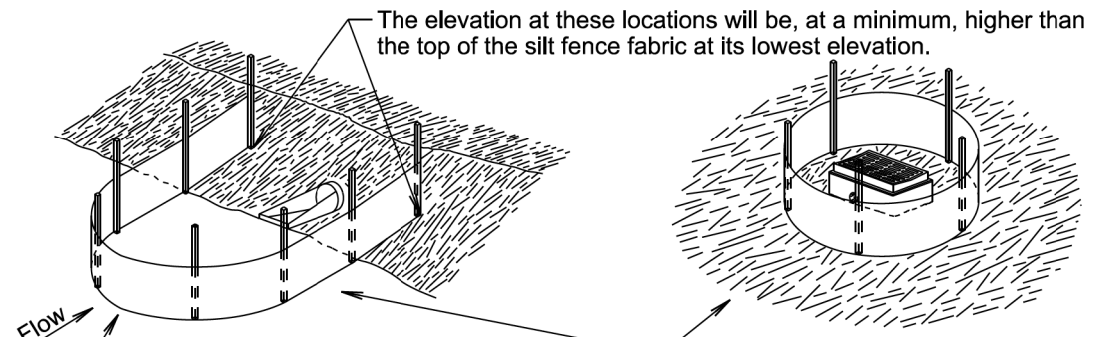 The elevation at these locations will be, at a minimum, higher than
the top of the silt fence fabric at its lowest elevation.
Flow